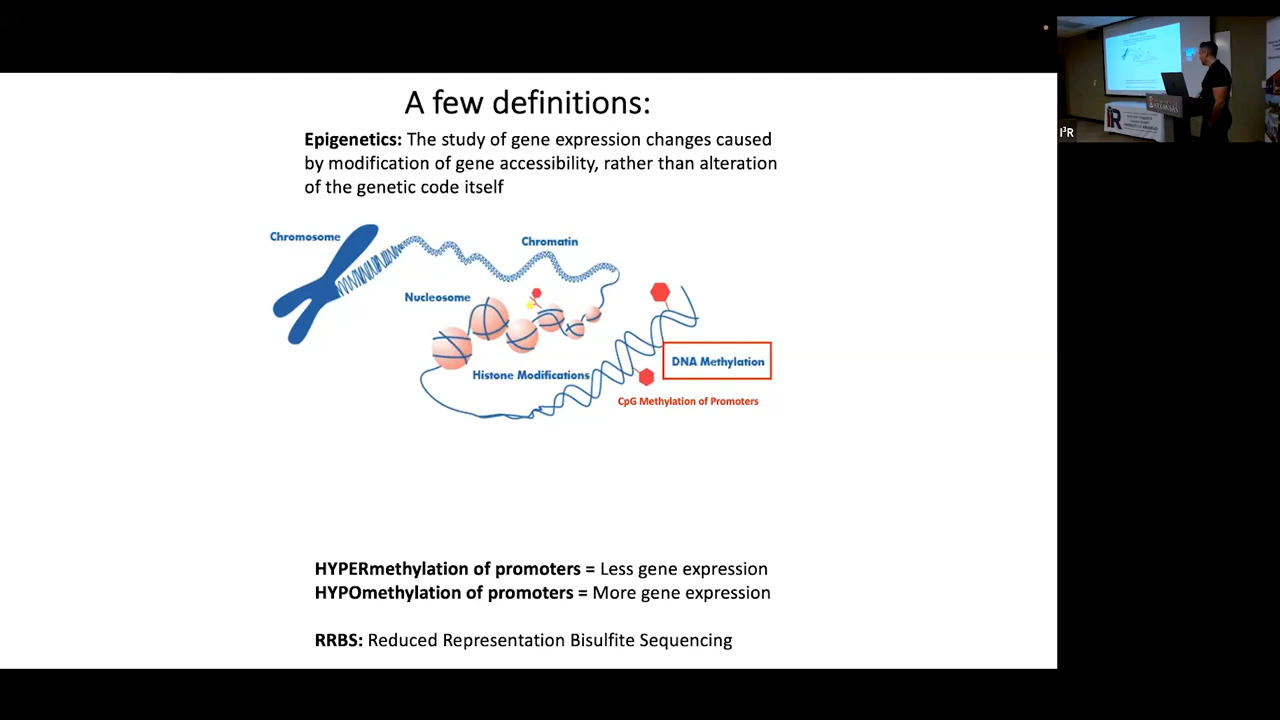 A few definitions:
Epigenetics: The study of gene expression changes caused
by modification of gene accessibility, rather than alteration
of the genetic code itself
Chromosome
Chromatin
Nucleosome
DNA Methylation
Histone Modifications
CpG Methylation of Promoters
HYPERmethylation of promoters = Less gene expression
HYPOmethylation of promoters = More gene expression
RRBS: Reduced Representation Bisulfite Sequencing
I³R